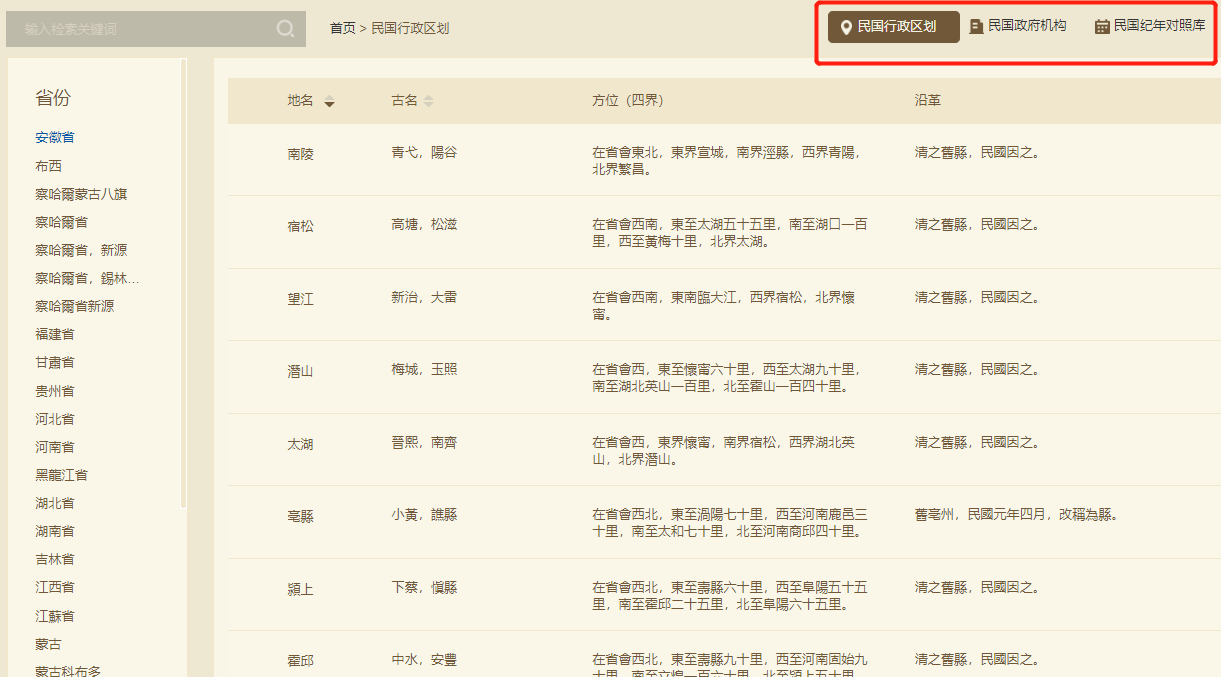 输入检索关键词
首页 > 民国行政区划
民国行政区划
民国政府机构
民国纪年对照库
省份
安徽省
布西
察哈爾蒙古八旗
察哈爾省
察哈爾省，新源
察哈爾省，錫林…
察哈爾省新源
福建省
甘肅省
贵州省
河北省
河南省
黑龍江省
湖北省
湖南省
吉林省
江西省
江蘇省
蒙古
蒙古科布多
地名 古名 方位（四界） 沿革
南陵 青弋，陽谷 在省會東北，東界宣城，南界涇縣，西界青陽， 清之舊縣，民國因之。
北界繁昌。
宿松 高塘，松滋 在省會西南，東至太湖五十五里，南至湖口一百 清之舊縣，民國因之。
里，西至黃梅十里，北界太湖。
望江 新治，大雷 在省會西南，東南臨大江，西界宿松，北界懷 清之舊縣，民國因之。
甯。
潛山 梅城，玉照 在省會西，東至懷甯六十里，西至太湖九十里， 清之舊縣，民國因之。
南至湖北英山一百里，北至霍山一百四十里。
太湖 晉熙，南齊 在省會西，東界懷甯，南界宿松，西界湖北英 清之舊縣，民國因之。
山，北界潛山。
亳縣 小黃，譙縣 在省會西北，東至渦陽七十里，西至河南鹿邑三 舊亳州，民國元年四月，改稱為縣。
十里，南至太和七十里，北至河南商邱四十里。
潁上 下蔡，愼縣 在省會西北，東至壽縣六十里，西至阜陽五十五 清之舊縣，民國因之。
里，南至霍邱二十五里，北至阜陽六十五里。
霍邱 中水，安豐 在省會西北，東至壽縣九十里，西至河南固始九 清之舊縣，民國因之。
十里，南至立煌一百六十里，北至潁上五十里